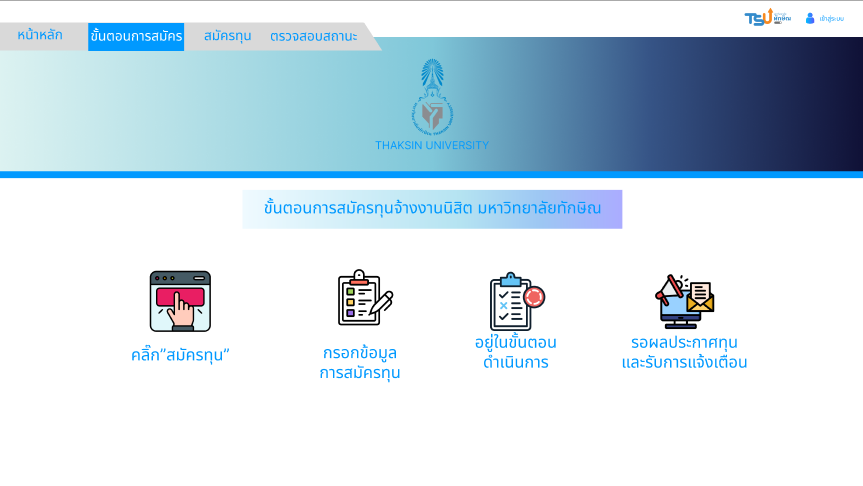 TSU
ทักษิณ
เข้าสู่ระบบ
หน้าหลัก
ขั้นตอนการสมัคร
สมัครทุน
ตรวจสอบสถานะ
THAKSIN UNIVERSITY
ขั้นตอนการสมัครทุนจ้างงานนิสิต มหาวิทยาลัยทักษิณ
คลิ๊ก”สมัครทุน“
กรอกข้อมูล
การสมัครทุน
อยู่ในขั้นตอน
ดำเนินการ
รอผลประกาศทุน
และรับการแจ้งเตือน